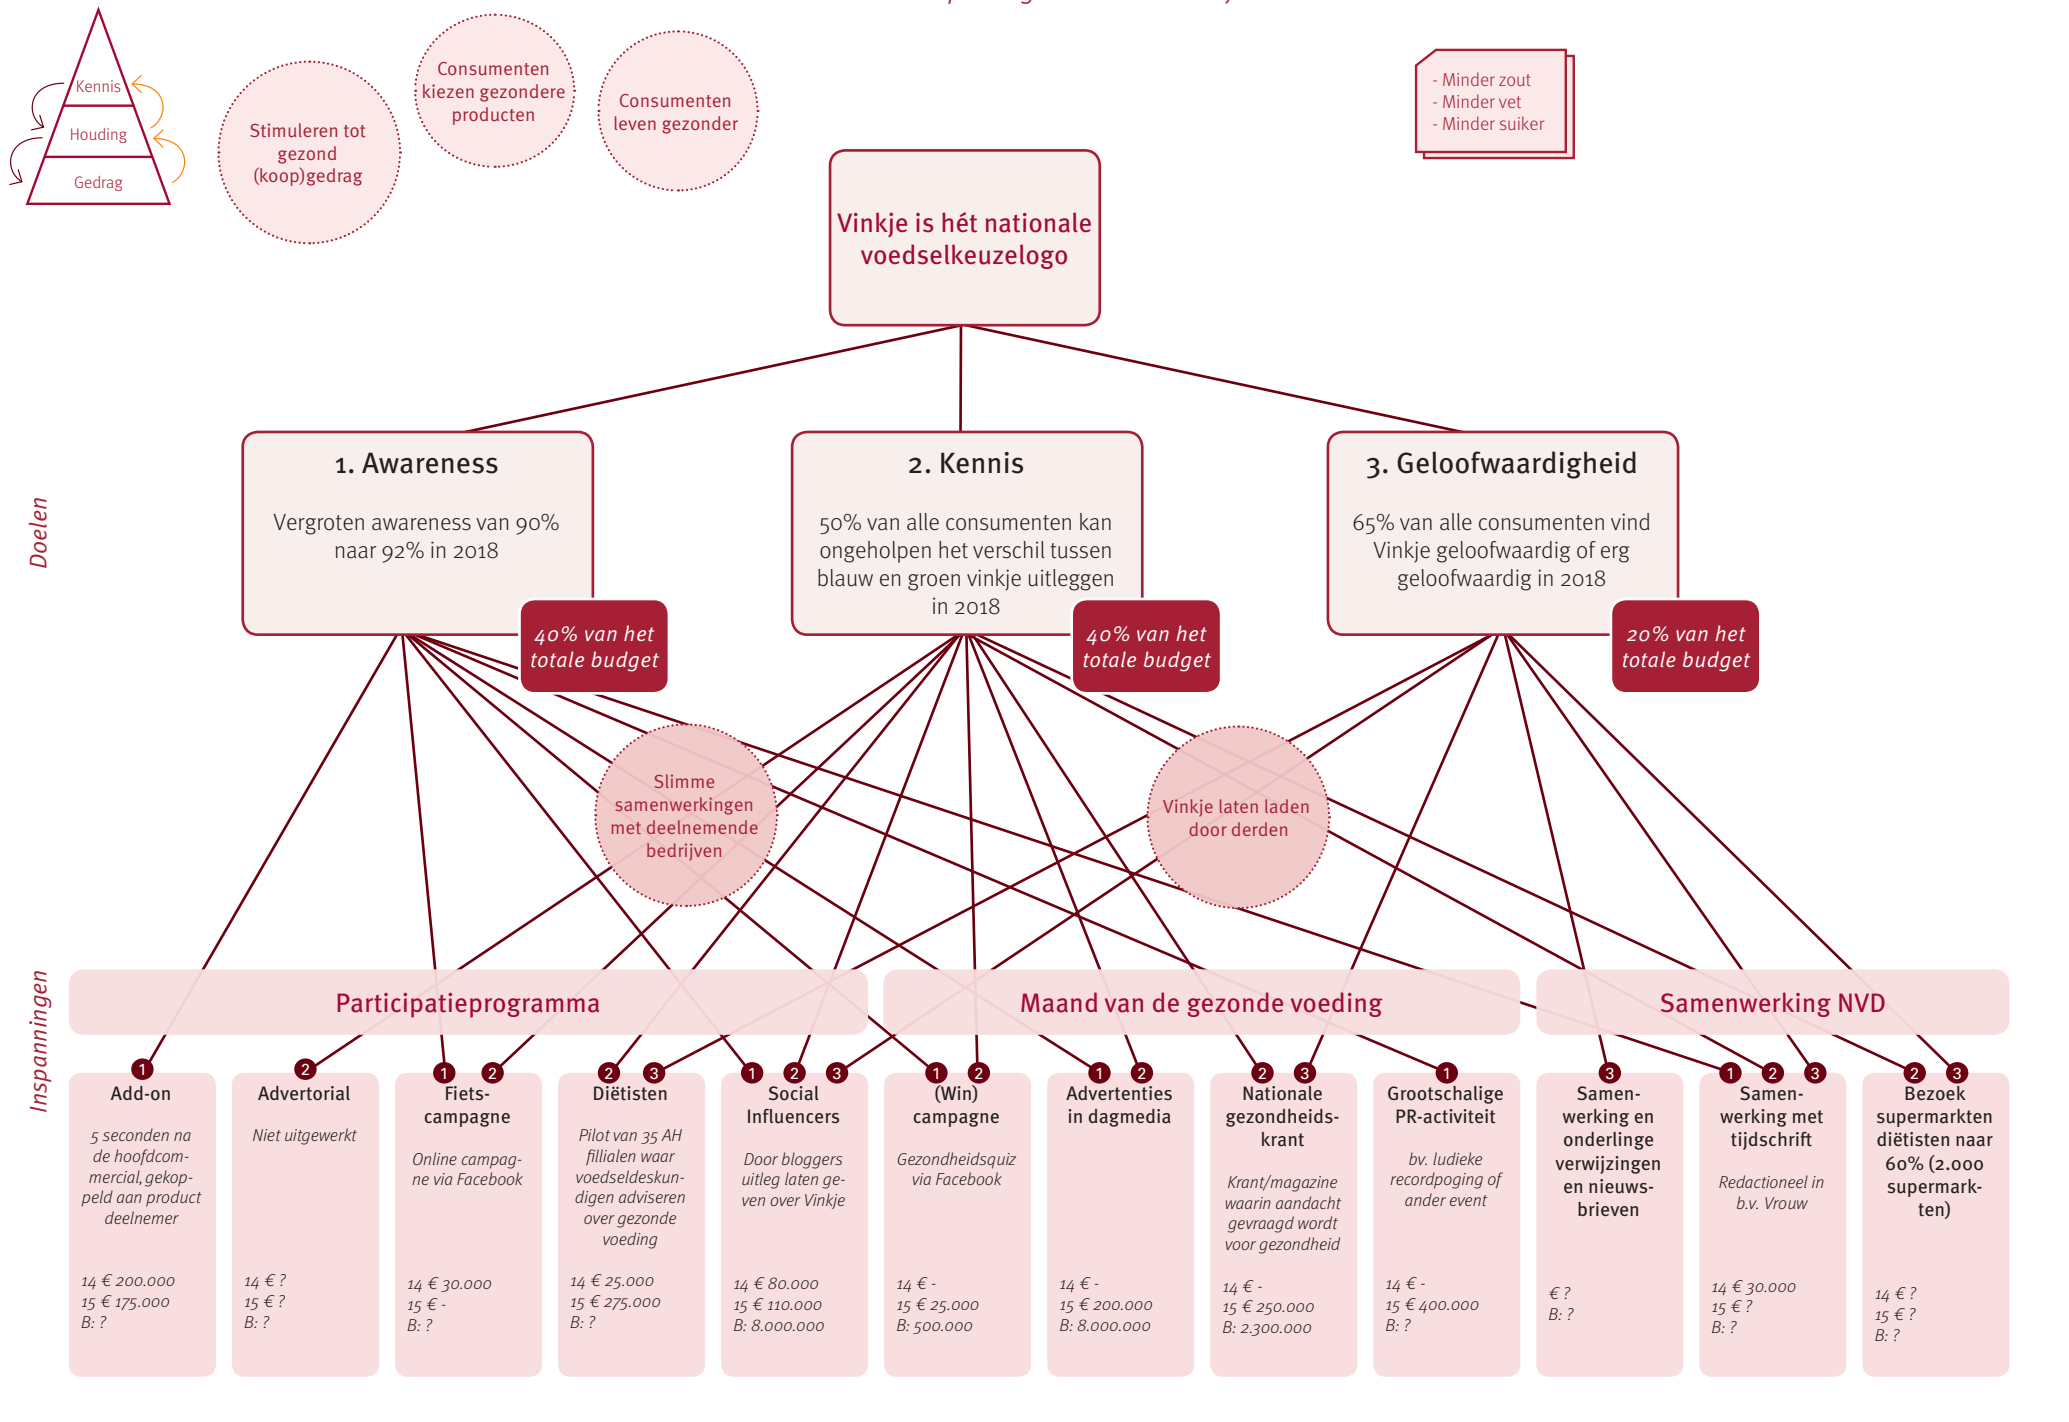 Kennis
Houding
Gedrag
Stimuleren tot
gezond
(koop)gedrag
Consumenten
kiezen gezondere
producten
Consumenten
leven gezonder
- Minder zout
- Minder vet
- Minder suiker
Vinkje is hét nationale
voedselkeuzelogo
Doelen
1. Awareness
Vergroten awareness van 90%
naar 92% in 2018
40% van het
totale budget
2. Kennis
50% van alle consumenten kan
ongeholpen het verschil tussen
blauw en groen vinkje uitleggen
in 2018
40% van het
totale budget
3. Geloofwaardigheid
65% van alle consumenten vind
Vinkje geloofwaardig of erg
geloofwaardig in 2018
20% van het
totale budget
Slimme
samenwerkingen
met deelnemende
bedrijven
Vinkje laten laden
door derden
Inspanningen
Participatieprogramma
Maand van de gezonde voeding
Samenwerking NVD
1
Add-on
5 seconden na
de hoofdcom-
mercial, gekop-
peld aan product
deelnemer
14 € 200.000
15 € 175.000
B: ?
2
Advertorial
Niet uitgewerkt
14 € ?
15 € ?
B: ?
1 2
Fiets-
campagne
Online campag-
ne via Facebook
14 € 30.000
15 € -
B: ?
2 3
Diëtisten
Pilot van 35 AH
fillialen waar
voedseldeskun-
digen adviseren
over gezonde
voeding
14 € 25.000
15 € 275.000
B: ?
1 2 3
Social
Influencers
Door bloggers
uitleg laten ge-
ven over Vinkje
14 € 80.000
15 € 110.000
B: 8.000.000
1 2
(Win)
campagne
Gezondheidsquiz
via Facebook
14 € -
15 € 25.000
B: 500.000
1 2
Advertenties
in dagmedia
14 € -
15 € 200.000
B: 8.000.000
2 3
Nationale
gezondheids-
krant
Krant/magazine
waarin aandacht
gevraagd wordt
voor gezondheid
14 € -
15 € 250.000
B: 2.300.000
1
Grootschalige
PR-activiteit
bv. ludieke
recordpoging of
ander event
14 € -
15 € 400.000
B: ?
3
Samen-
werking en
onderlinge
verwijzingen
en nieuws-
brieven
€ ?
B: ?
1 2 3
Samen-
werking met
tijdschrift
Redactioneel in
b.v. Vrouw
14 € 30.000
15 € ?
B: ?
2 3
Bezoek
supermarkten
diëtisten naar
60% (2.000
supermark-
ten)
14 € ?
15 € ?
B: ?